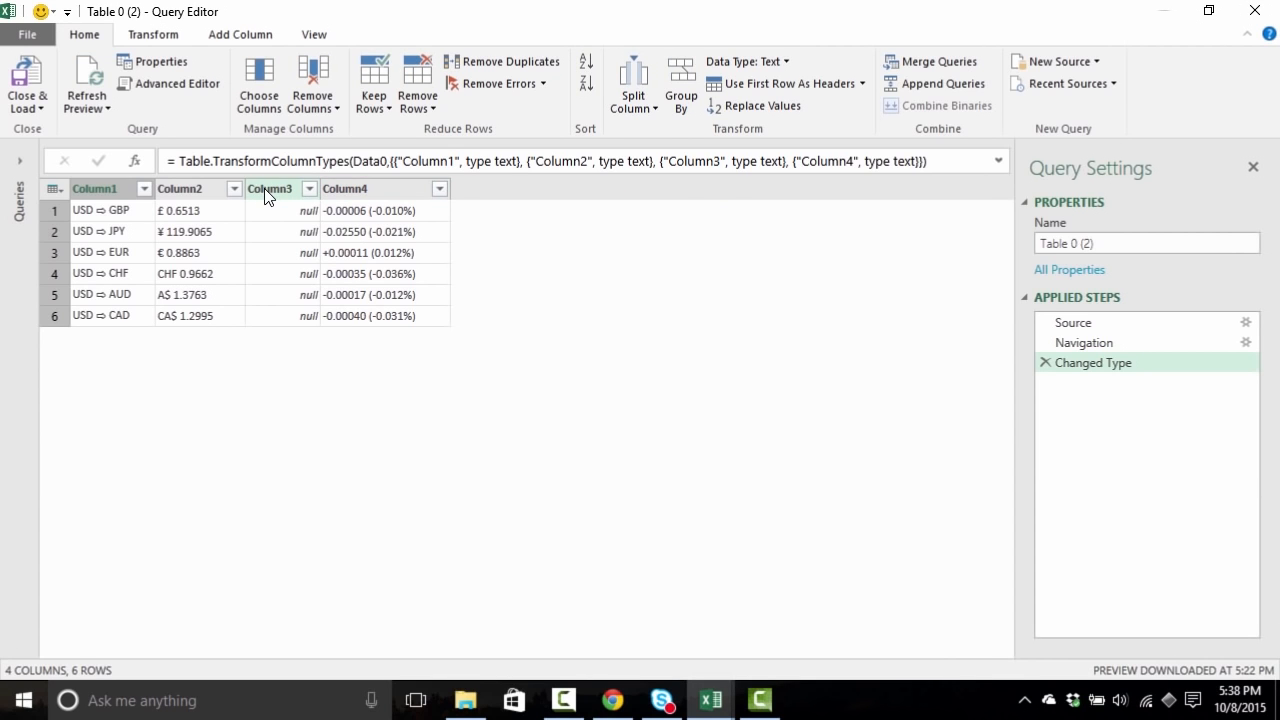 Table 0 (2) - Query Editor
File Home Transform Add Column View
Close & Load
Refresh Preview
Properties
Advanced Editor
Choose Columns
Remove Columns
Keep Rows
Remove Rows
Remove Duplicates
Remove Errors
Split Column
Group By
Data Type: Text
Use First Row As Headers
Replace Values
Merge Queries
Append Queries
Combine Binaries
New Source
Recent Sources
Close Query Manage Columns Reduce Rows Sort Transform Combine New Query
= Table.TransformColumnTypes(Data0,{{"Column1", type text}, {"Column2", type text}, {"Column3", type text}, {"Column4", type text}})
Queries
Column1 Column2 Column3 Column4
1 USD ⇨ GBP £ 0.6513 null -0.00006 (-0.010%)
2 USD ⇨ JPY ¥ 119.9065 null -0.02550 (-0.021%)
3 USD ⇨ EUR € 0.8863 null +0.00011 (0.012%)
4 USD ⇨ CHF CHF 0.9662 null -0.00035 (-0.036%)
5 USD ⇨ AUD A$ 1.3763 null -0.00017 (-0.012%)
6 USD ⇨ CAD CA$ 1.2995 null -0.00040 (-0.031%)
Query Settings
PROPERTIES
Name
Table 0 (2)
All Properties
APPLIED STEPS
Source
Navigation
Changed Type
4 COLUMNS, 6 ROWS
PREVIEW DOWNLOADED AT 5:22 PM
Ask me anything
5:38 PM
10/8/2015